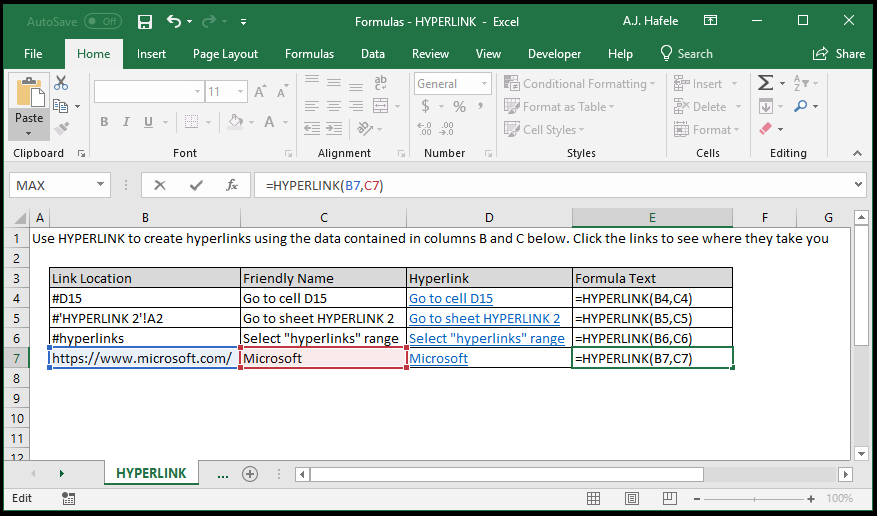 AutoSave Off Formulas - HYPERLINK - Excel A.J. Hafele
File Home Insert Page Layout Formulas Data Review View Developer Help Search Share
Paste
B I U A A A 11
ab c
General
$ % ,
.00 .0
Conditional Formatting
Format as Table
Cell Styles
Insert
Delete
Format
Σ A Z
Clipboard Font Alignment Number Styles Cells Editing
MAX fx =HYPERLINK(B7,C7)
A B C D E F G
1 Use HYPERLINK to create hyperlinks using the data contained in columns B and C below. Click the links to see where they take you
2
3 Link Location Friendly Name Hyperlink Formula Text
4 #D15 Go to cell D15 Go to cell D15 =HYPERLINK(B4,C4)
5 #'HYPERLINK 2'!A2 Go to sheet HYPERLINK 2 Go to sheet HYPERLINK 2 =HYPERLINK(B5,C5)
6 #hyperlinks Select "hyperlinks" range Select "hyperlinks" range =HYPERLINK(B6,C6)
7 https://www.microsoft.com/ Microsoft Microsoft =HYPERLINK(B7,C7)
8
9
10
11
12
HYPERLINK ...
Edit 100%